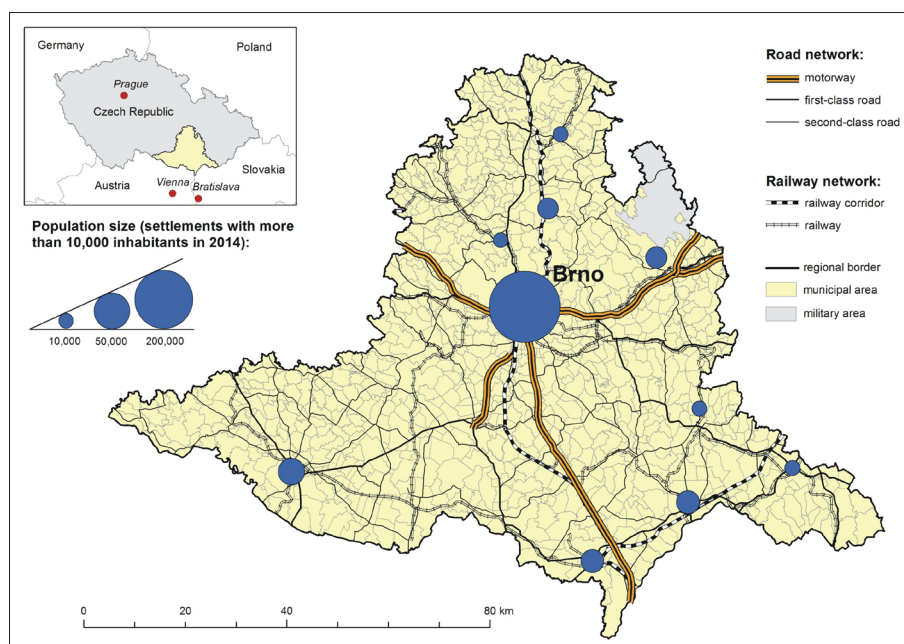 Germany
Poland
Prague
Czech Republic
Slovakia
Austria
Vienna
Bratislava
Population size (settlements with more
than 10,000 inhabitants in 2014):
10,000
50,000
200,000
Brno
Road network:
motorway
first-class road
second-class road
Railway network:
railway corridor
railway
regional border
municipal area
military area
0
20
40
80 km